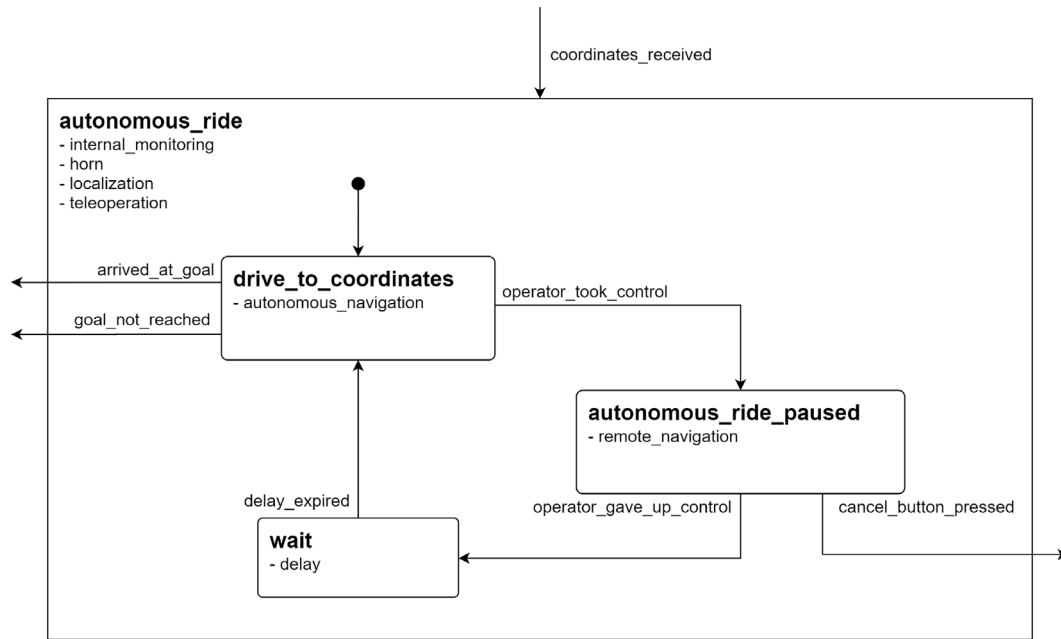 coordinates_received
autonomous_ride
- internal_monitoring
- horn
- localization
- teleoperation
arrived_at_goal
goal_not_reached
drive_to_coordinates
- autonomous_navigation
operator_took_control
autonomous_ride_paused
- remote_navigation
delay_expired
operator_gave_up_control
cancel_button_pressed
wait
- delay